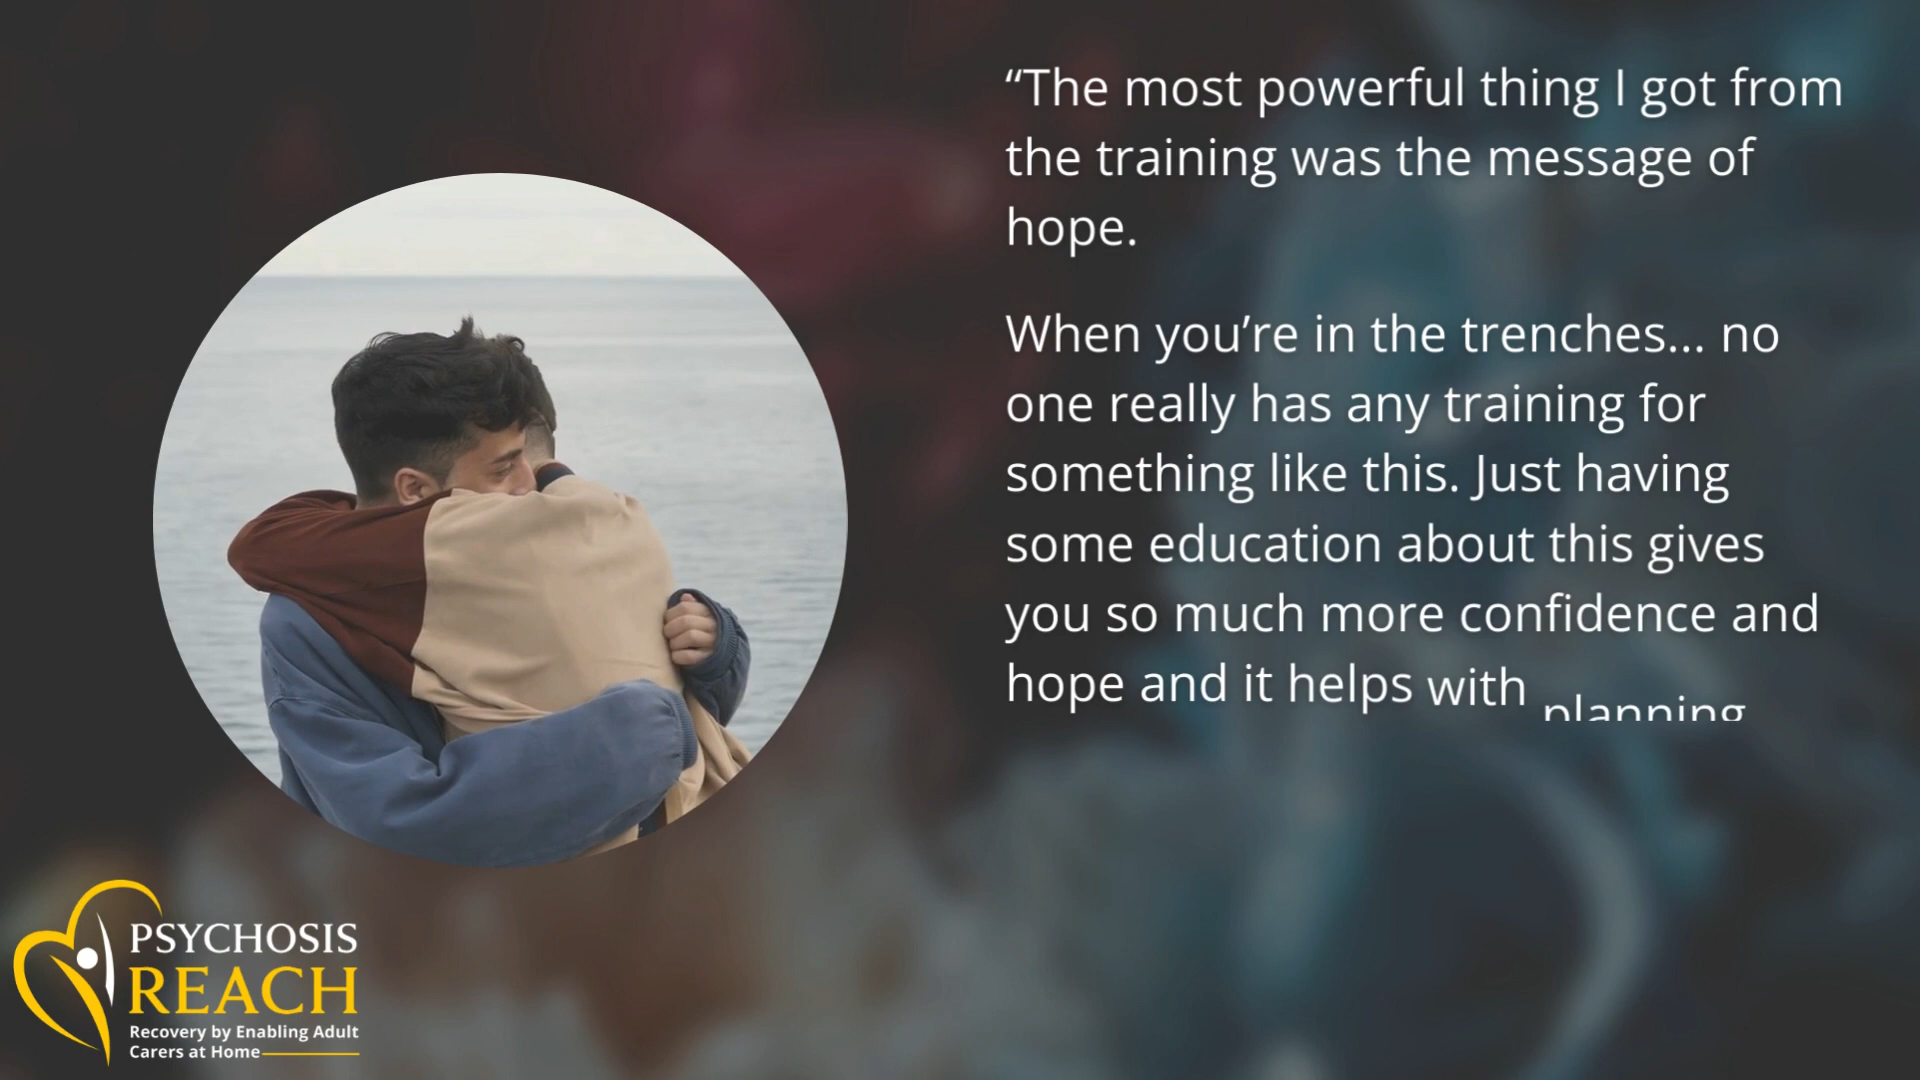 “The most powerful thing I got from
the training was the message of
hope.
When you’re in the trenches... no
one really has any training for
something like this. Just having
some education about this gives
you so much more confidence and
hope and it helps with planning
PSYCHOSIS
REACH
Recovery by Enabling Adult
Carers at Home